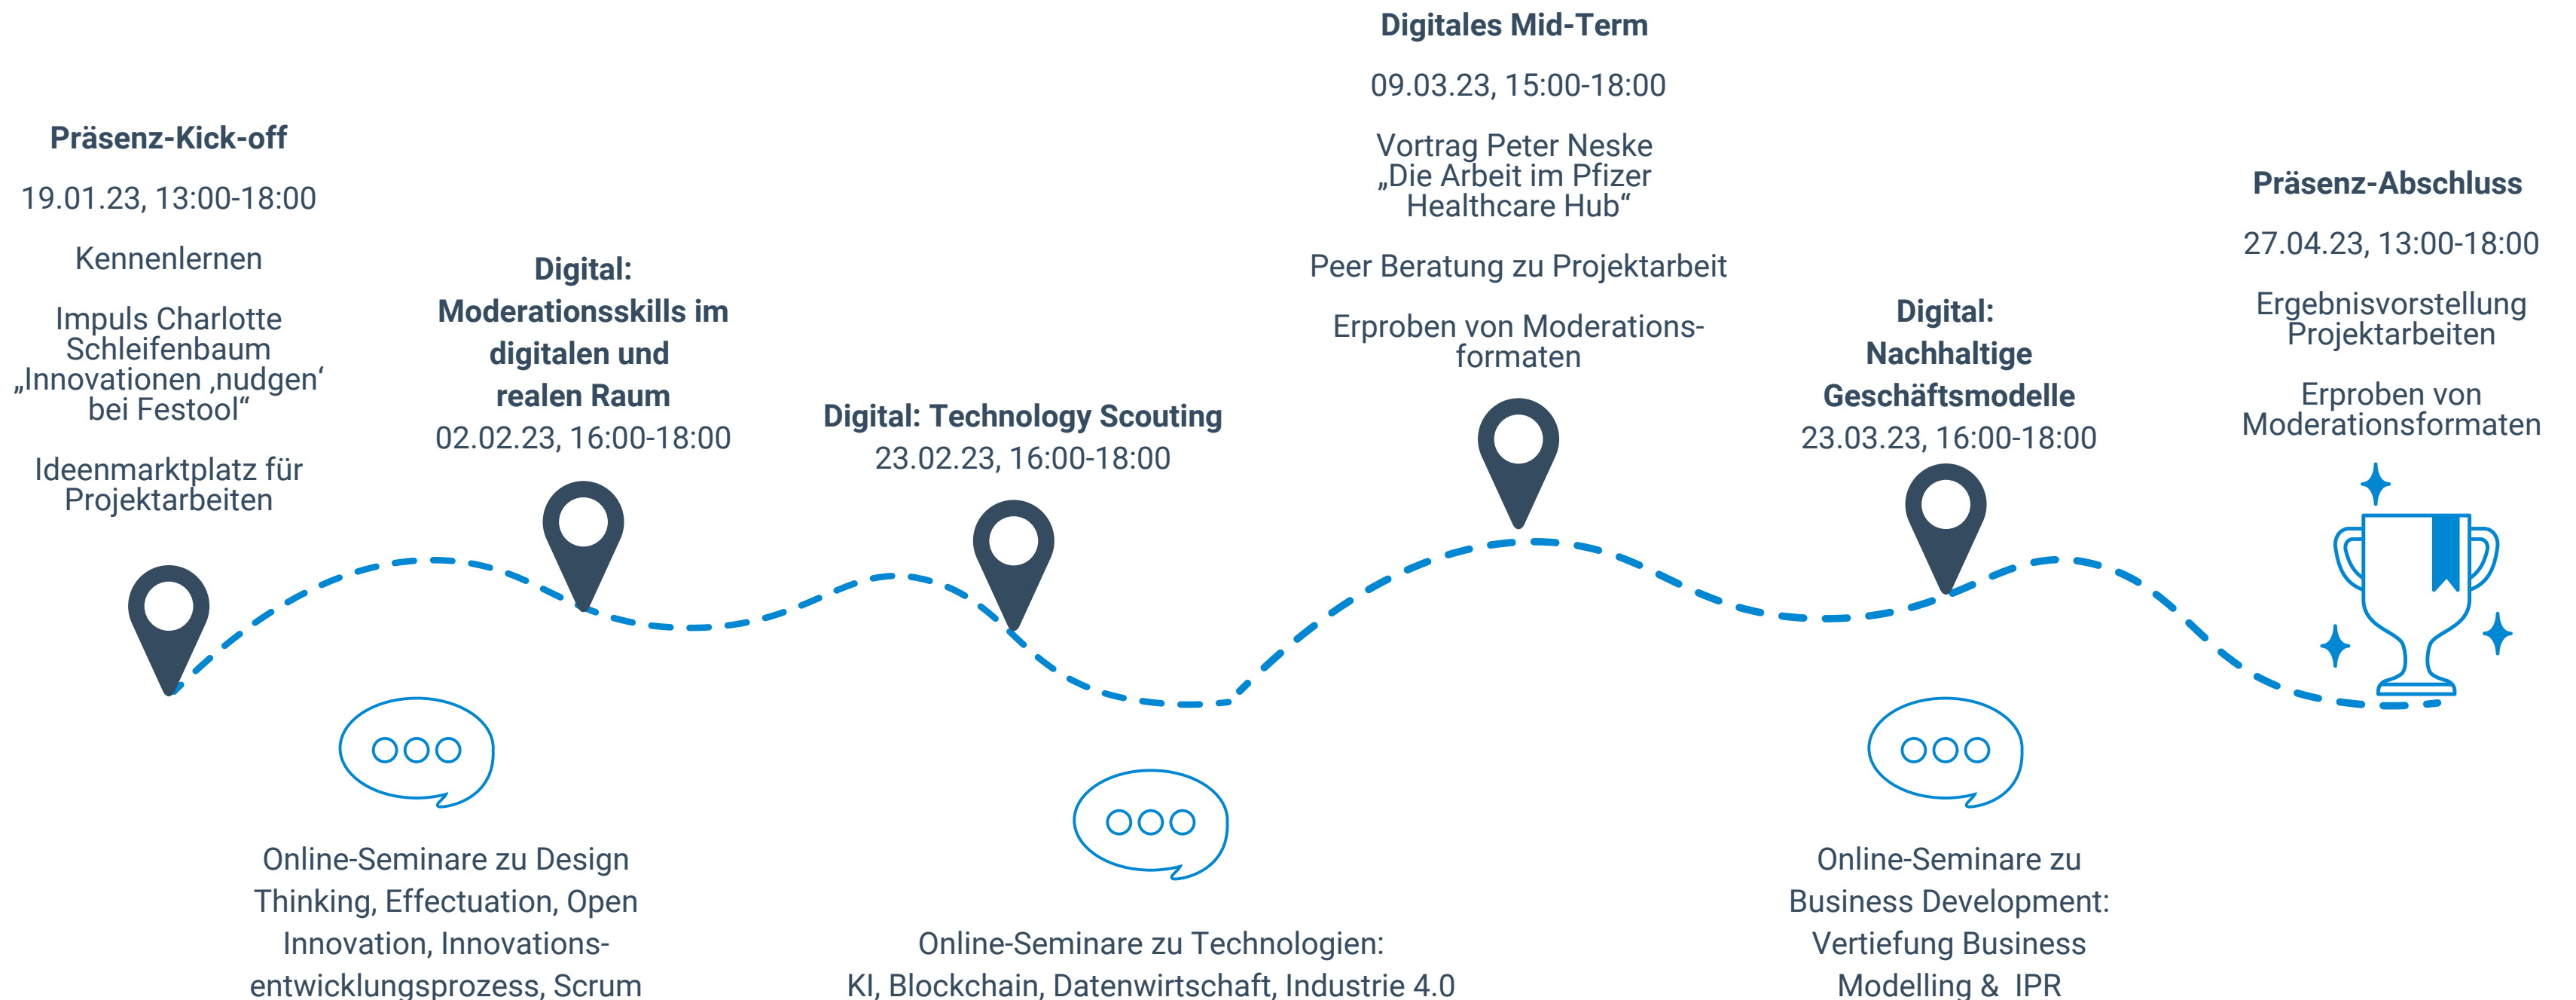 Präsenz-Kick-off
19.01.23, 13:00-18:00
Kennenlernen
Impuls Charlotte
Schleifenbaum
„Innovationen ‚nudgen‘
bei Festool“
Ideenmarktplatz für
Projektarbeiten
Digital:
Moderationsskills im
digitalen und
realen Raum
02.02.23, 16:00-18:00
Digital: Technology Scouting
23.02.23, 16:00-18:00
Digitales Mid-Term
09.03.23, 15:00-18:00
Vortrag Peter Neske
„Die Arbeit im Pfizer
Healthcare Hub“
Peer Beratung zu Projektarbeit
Erproben von Moderations-
formaten
Digital:
Nachhaltige
Geschäftsmodelle
23.03.23, 16:00-18:00
Präsenz-Abschluss
27.04.23, 13:00-18:00
Ergebnisvorstellung
Projektarbeiten
Erproben von
Moderationsformaten
Online-Seminare zu Design
Thinking, Effectuation, Open
Innovation, Innovations-
entwicklungsprozess, Scrum
Online-Seminare zu Technologien:
KI, Blockchain, Datenwirtschaft, Industrie 4.0
Online-Seminare zu
Business Development:
Vertiefung Business
Modelling & IPR